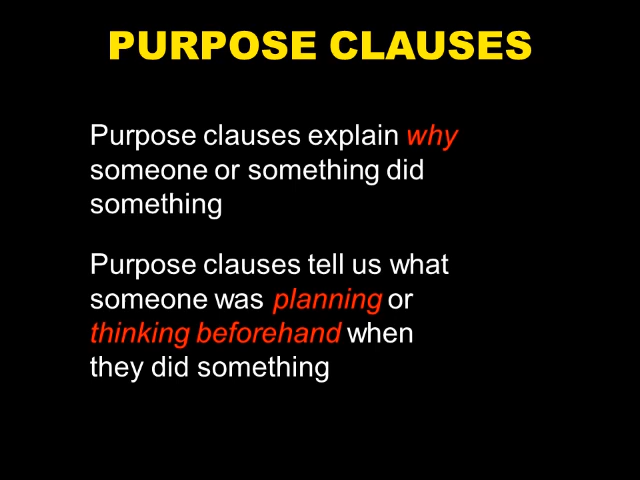 PURPOSE CLAUSES
Purpose clauses explain why
someone or something did
something
Purpose clauses tell us what
someone was planning or
thinking beforehand when
they did something